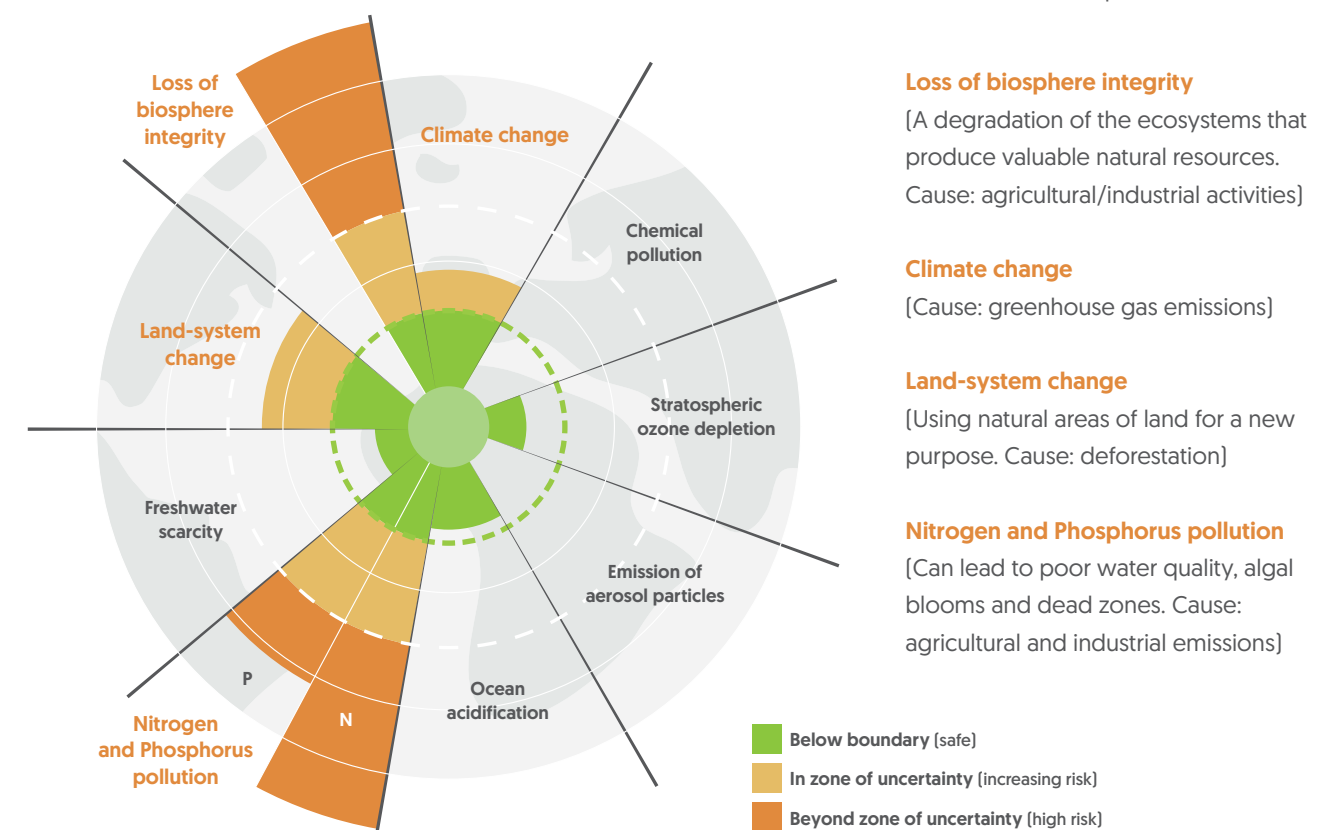 Loss of
biosphere
integrity
Climate change
Chemical
pollution
Land-system
change
Stratospheric
ozone depletion
Freshwater
scarcity
Emission of
aerosol particles
P
N
Ocean
acidification
Nitrogen
and Phosphorus
pollution
Loss of biosphere integrity
(A degradation of the ecosystems that
produce valuable natural resources.
Cause: agricultural/industrial activities)
Climate change
(Cause: greenhouse gas emissions)
Land-system change
(Using natural areas of land for a new
purpose. Cause: deforestation)
Nitrogen and Phosphorus pollution
(Can lead to poor water quality, algal
blooms and dead zones. Cause:
agricultural and industrial emissions)
Below boundary (safe)
In zone of uncertainty (increasing risk)
Beyond zone of uncertainty (high risk)